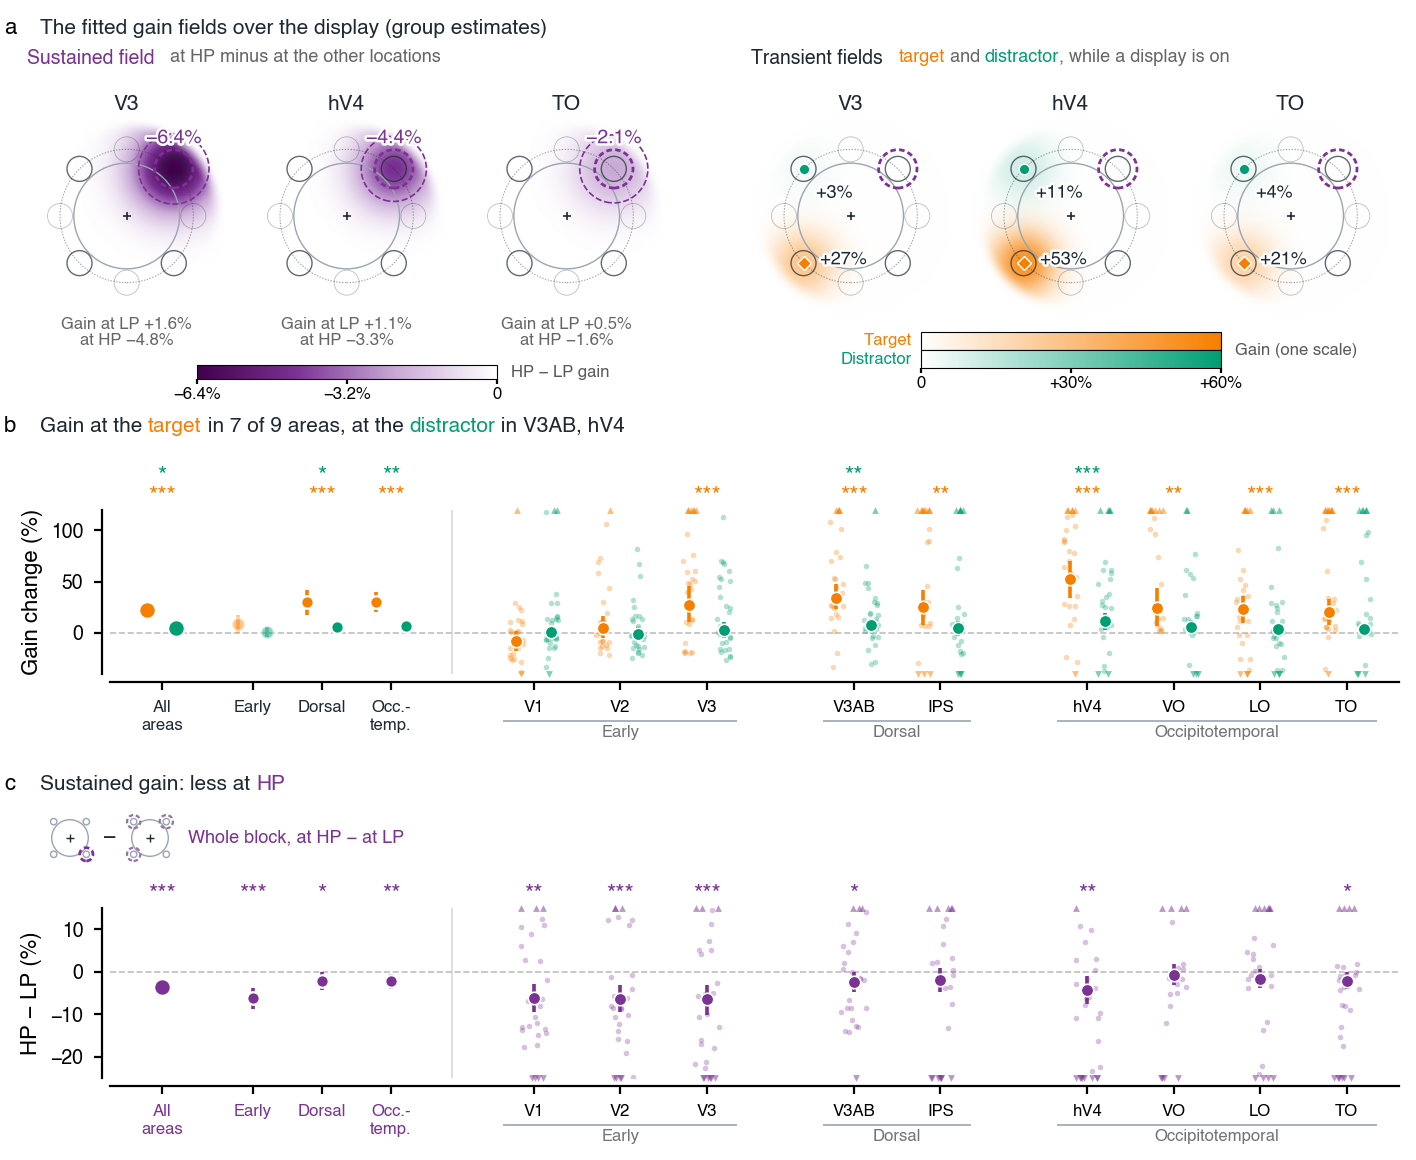 a The fitted gain fields over the display (group estimates)
Sustained field at HP minus at the other locations
Transient fields target and distractor, while a display is on
V3 hV4 TO V3 hV4 TO
−6.4% −4.4% −2.1%
+3% +11% +4%
+27% +53% +21%
Gain at LP +1.6% Gain at LP +1.1% Gain at LP +0.5%
at HP −4.8% at HP −3.3% at HP −1.6%
HP − LP gain
−6.4% −3.2% 0
Target
Distractor
Gain (one scale)
0 +30% +60%
b Gain at the target in 7 of 9 areas, at the distractor in V3AB, hV4
* * ** ** ***
*** *** *** *** *** ** *** ** *** ***
Gain change (%)
100
50
0
All Early Dorsal Occ.- V1 V2 V3 V3AB IPS hV4 VO LO TO
areas temp.
Early Dorsal Occipitotemporal
c Sustained gain: less at HP
− Whole block, at HP − at LP
*** *** * ** ** *** *** * ** *
HP − LP (%)
10
0
−10
−20
All Early Dorsal Occ.- V1 V2 V3 V3AB IPS hV4 VO LO TO
areas temp.
Early Dorsal Occipitotemporal